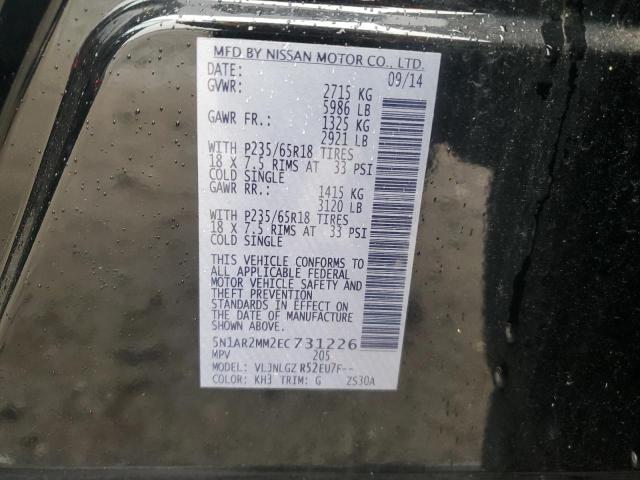 MFD BY NISSAN MOTOR CO., LTD.
DATE: 09/14
GVWR: 2715 KG
5986 LB
GAWR FR.: 1325 KG
2921 LB
WITH P235/65R18 TIRES
18 X 7.5 RIMS AT 33 PSI
COLD SINGLE
GAWR RR.: 1415 KG
3120 LB
WITH P235/65R18 TIRES
18 X 7.5 RIMS AT 33 PSI
COLD SINGLE
THIS VEHICLE CONFORMS TO
ALL APPLICABLE FEDERAL
MOTOR VEHICLE SAFETY AND
THEFT PREVENTION
STANDARDS IN EFFECT ON
THE DATE OF MANUFACTURE
SHOWN ABOVE.
5N1AR2MM2EC731226
MPV 205
MODEL: VLJNLGZ R52EU7F--
COLOR: KH3 TRIM: G ZS30A